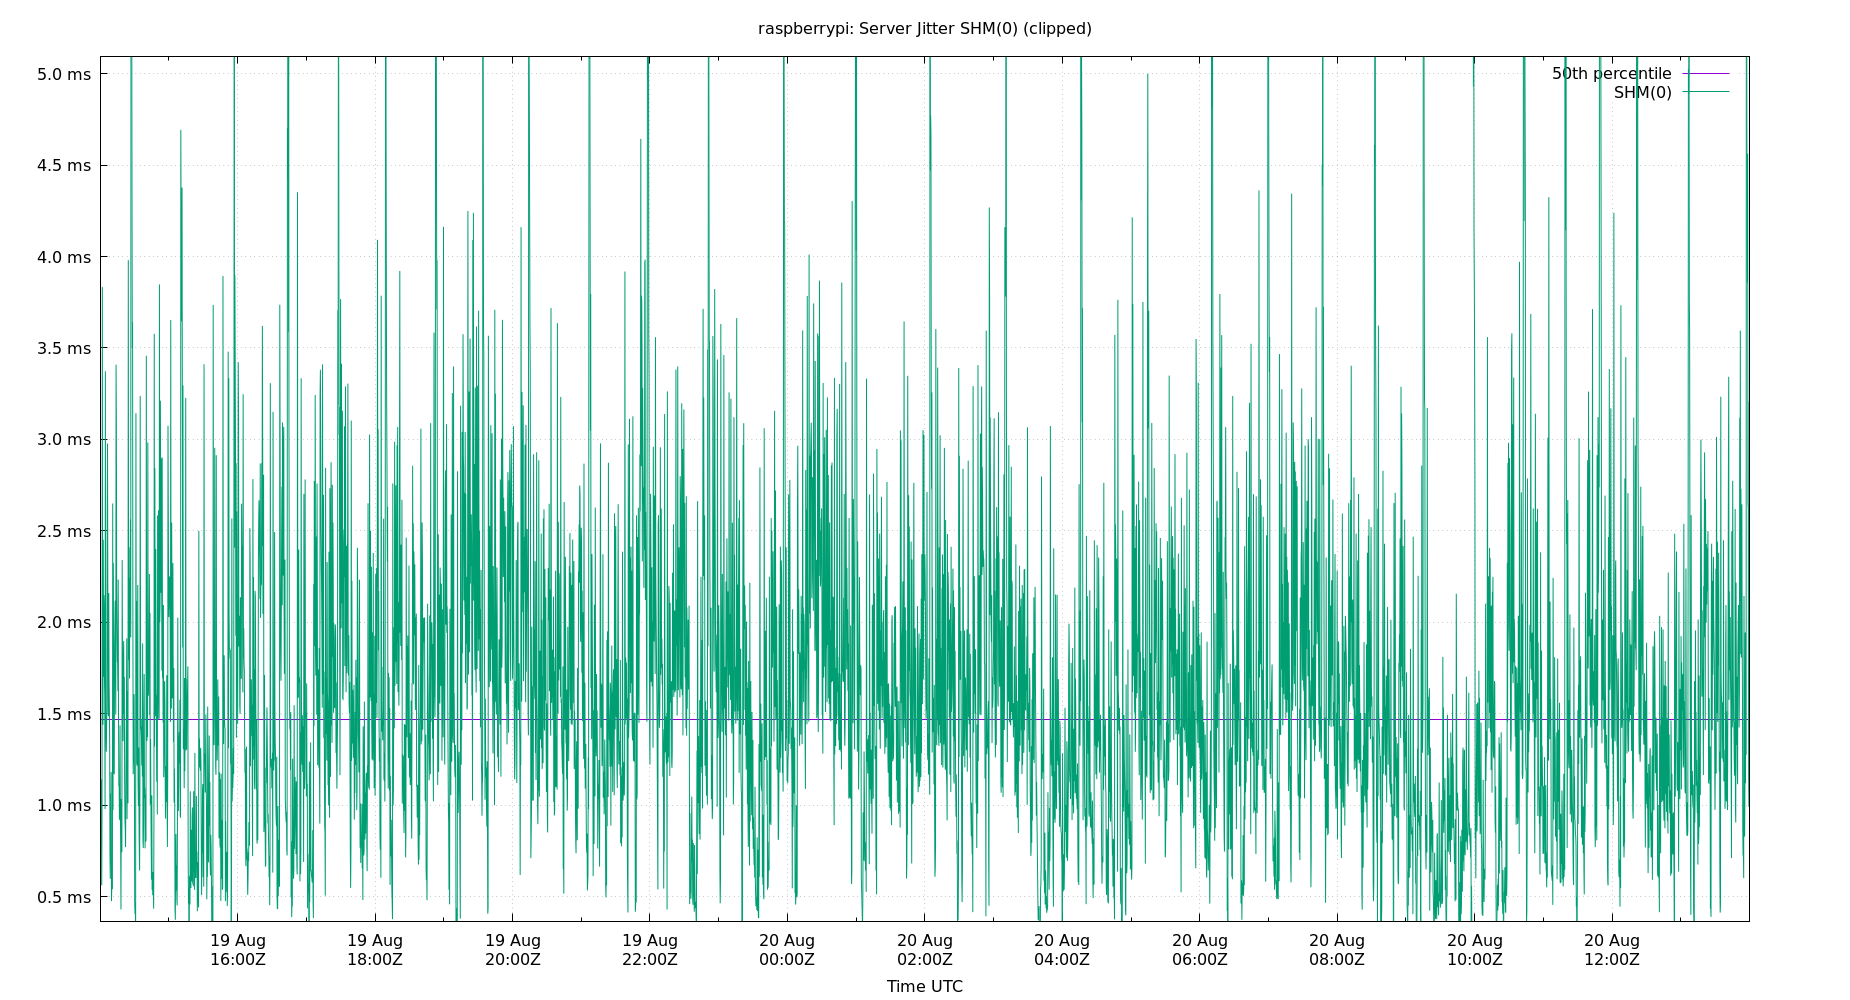 raspberrypi: Server Jitter SHM(0) (clipped)
5.0 ms
4.5 ms
4.0 ms
3.5 ms
3.0 ms
2.5 ms
2.0 ms
1.5 ms
1.0 ms
0.5 ms
50th percentile
SHM(0)
19 Aug 19 Aug 19 Aug 19 Aug 20 Aug 20 Aug 20 Aug 20 Aug 20 Aug 20 Aug 20 Aug
16:00Z 18:00Z 20:00Z 22:00Z 00:00Z 02:00Z 04:00Z 06:00Z 08:00Z 10:00Z 12:00Z
Time UTC